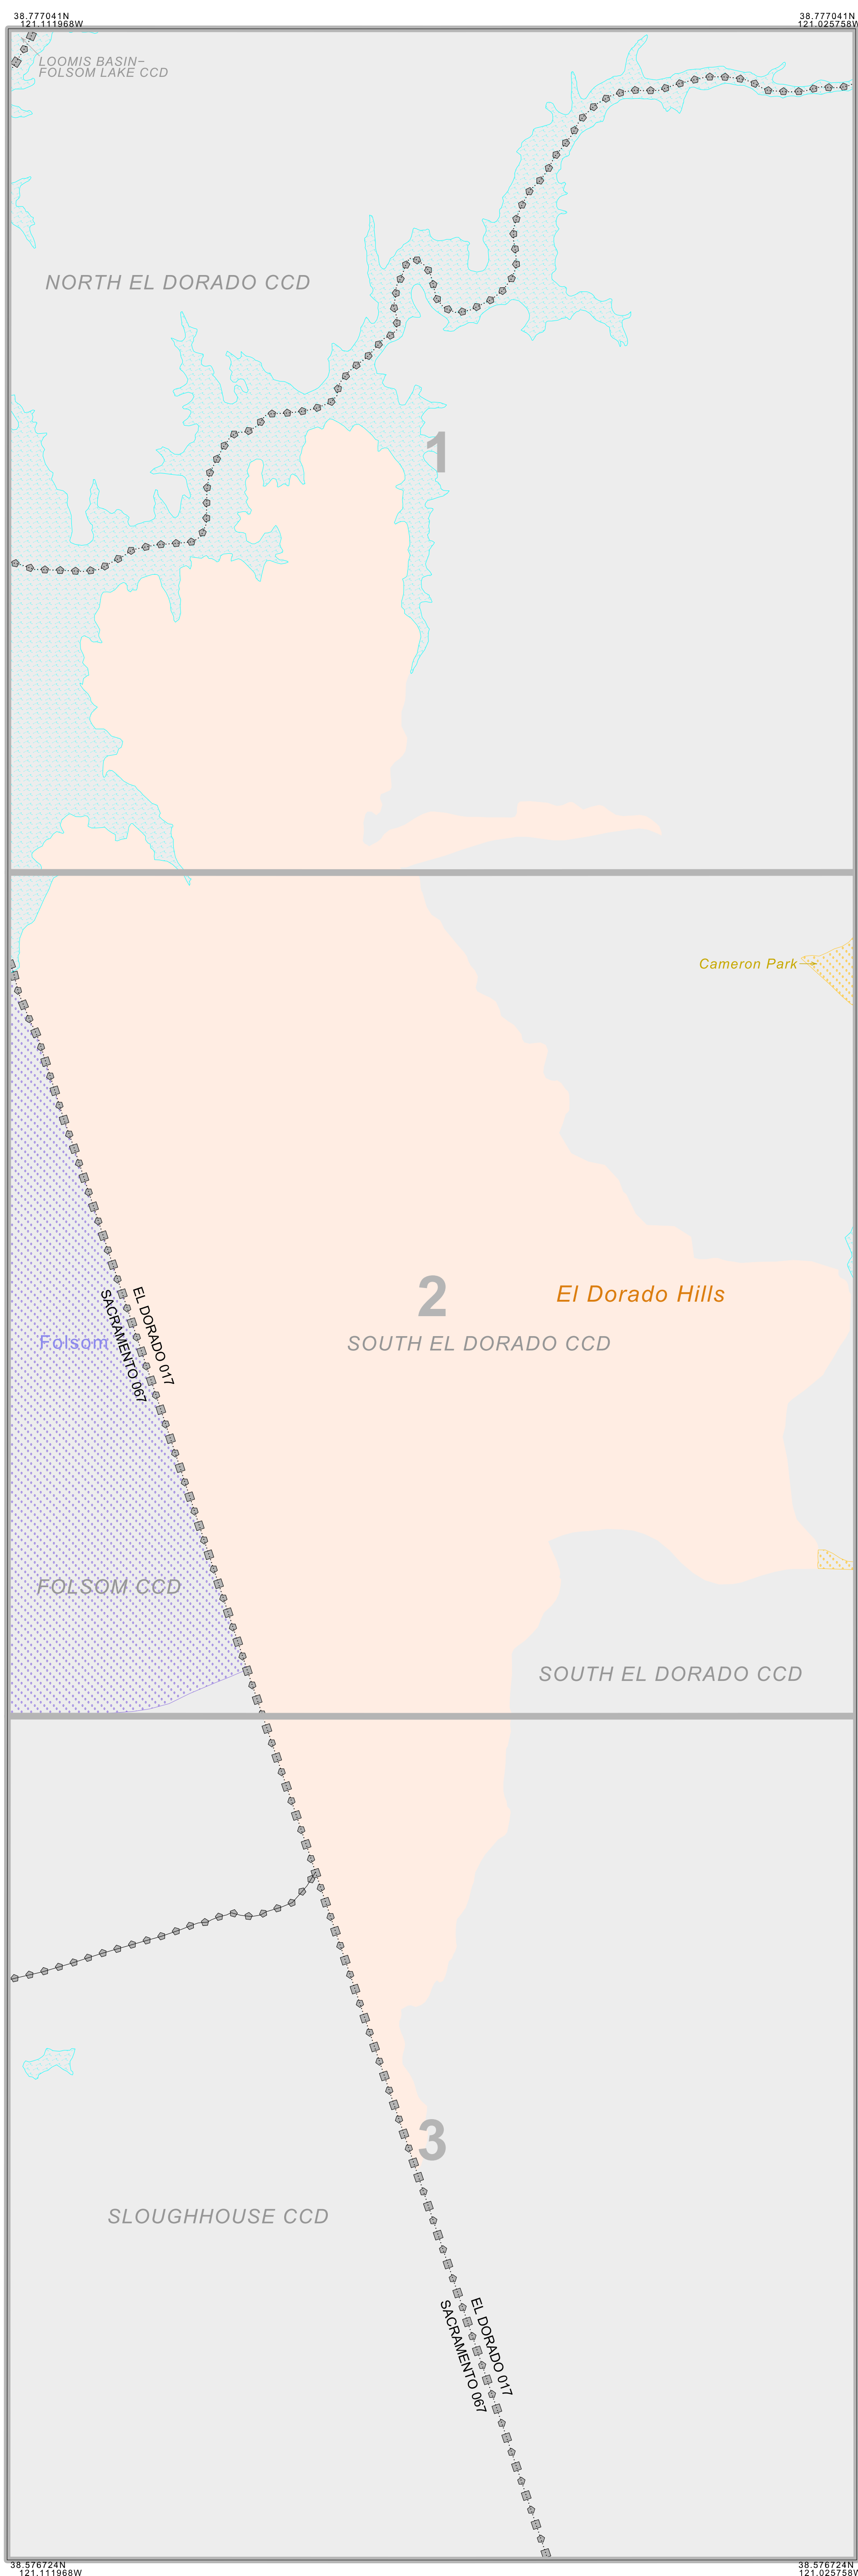 38.777041N
121.111968W
38.777041N
121.025758W
LOOMIS BASIN-
FOLSOM LAKE CCD
NORTH EL DORADO CCD
1
Cameron Park
2
El Dorado Hills
EL DORADO 017
SACRAMENTO 067
Folsom
SOUTH EL DORADO CCD
FOLSOM CCD
SOUTH EL DORADO CCD
3
SLOUGHHOUSE CCD
EL DORADO 017
SACRAMENTO 067
38.576724N
121.111968W
38.576724N
121.025758W